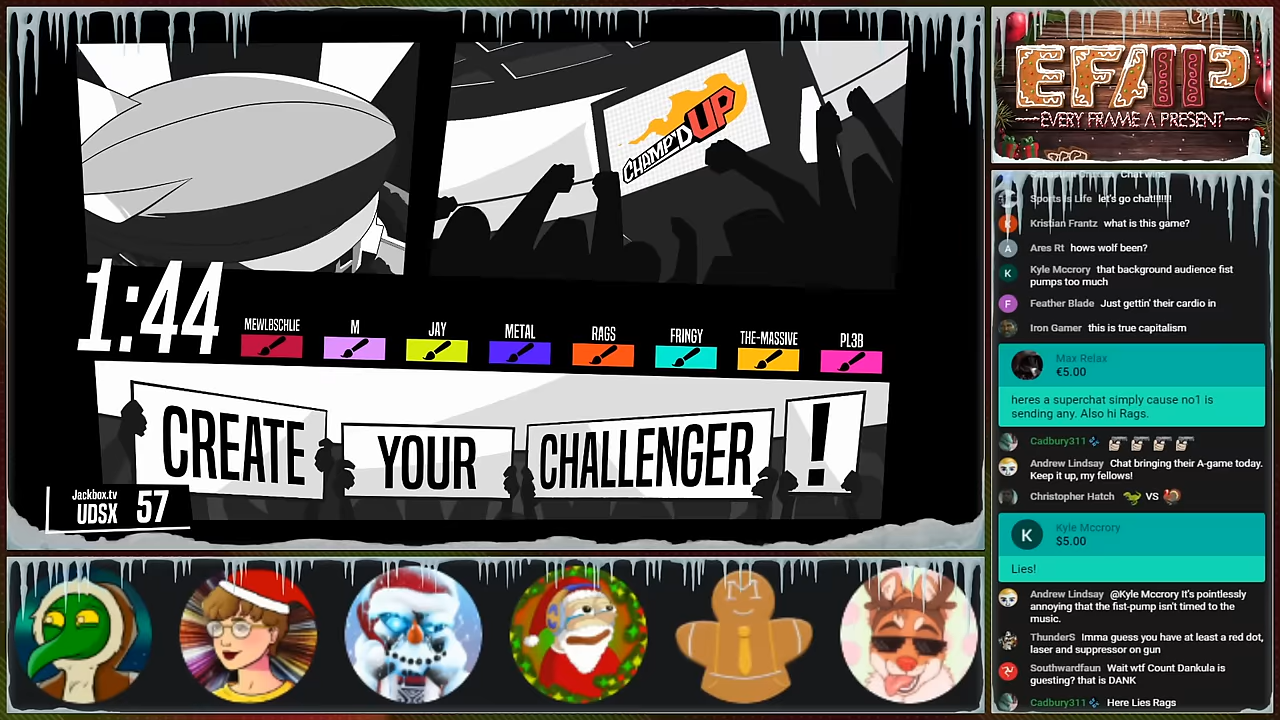 CHAMP'D UP
1:44
MEWLBSCHLIE
M
JAY
METAL
RAGS
FRINGY
THE-MASSIVE
PL3B
CREATE
YOUR
CHALLENGER
!
Jackbox.tv
UDSX
57
EFAP
EVERY FRAME A PRESENT
Chat wins
Sports is Life let's go chat!!!!!!!
K Kristian Frantz what is this game?
A Ares Rt hows wolf been?
K Kyle Mccrory that background audience fist
pumps too much
F Feather Blade Just gettin' their cardio in
Iron Gamer this is true capitalism
Max Relax
€5.00
heres a superchat simply cause no1 is
sending any. Also hi Rags.
Cadbury311
Andrew Lindsay Chat bringing their A-game today.
Keep it up, my fellows!
Christopher Hatch VS
K Kyle Mccrory
$5.00
Lies!
Andrew Lindsay @Kyle Mccrory It's pointlessly
annoying that the fist-pump isn't timed to the
music.
ThunderS Imma guess you have at least a red dot,
laser and suppressor on gun
Southwardfaun Wait wtf Count Dankula is
guesting? that is DANK
Cadbury311 Here Lies Rags
M